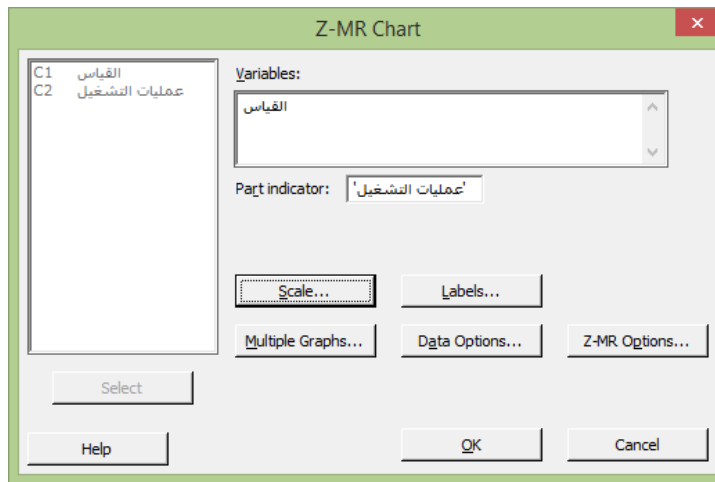 Z-MR Chart
C1 القياس
C2 عمليات التشغيل
Variables:
القياس
Part indicator: 'عمليات التشغيل'
Scale... Labels...
Multiple Graphs... Data Options... Z-MR Options...
Select
Help OK Cancel